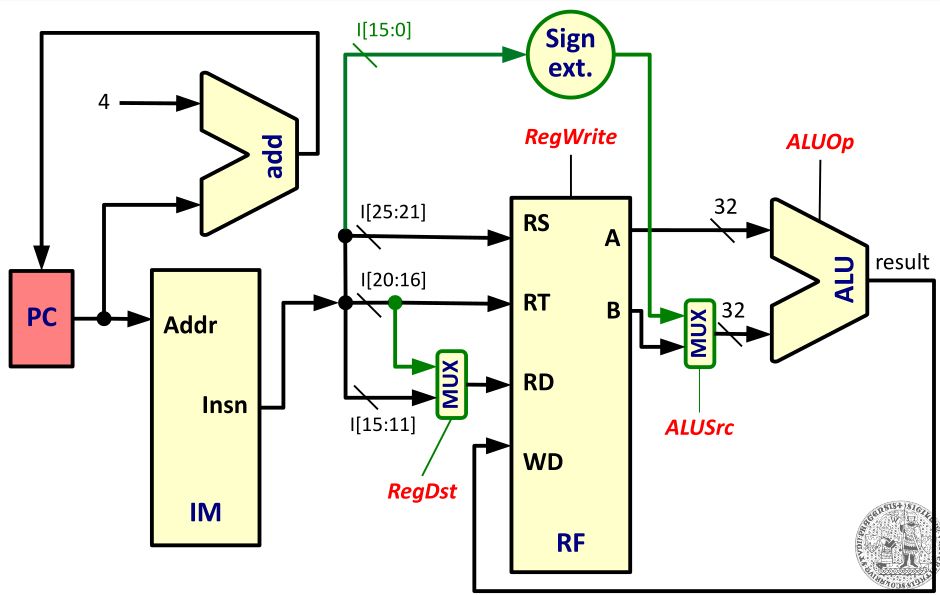 I[15:0]
Sign
ext.
4
add
RegWrite
ALUOp
I[25:21]
RS
A
32
I[20:16]
RT
B
32
ALU
result
PC
Addr
MUX
Insn
MUX
RD
I[15:11]
ALUSrc
WD
RegDst
IM
RF